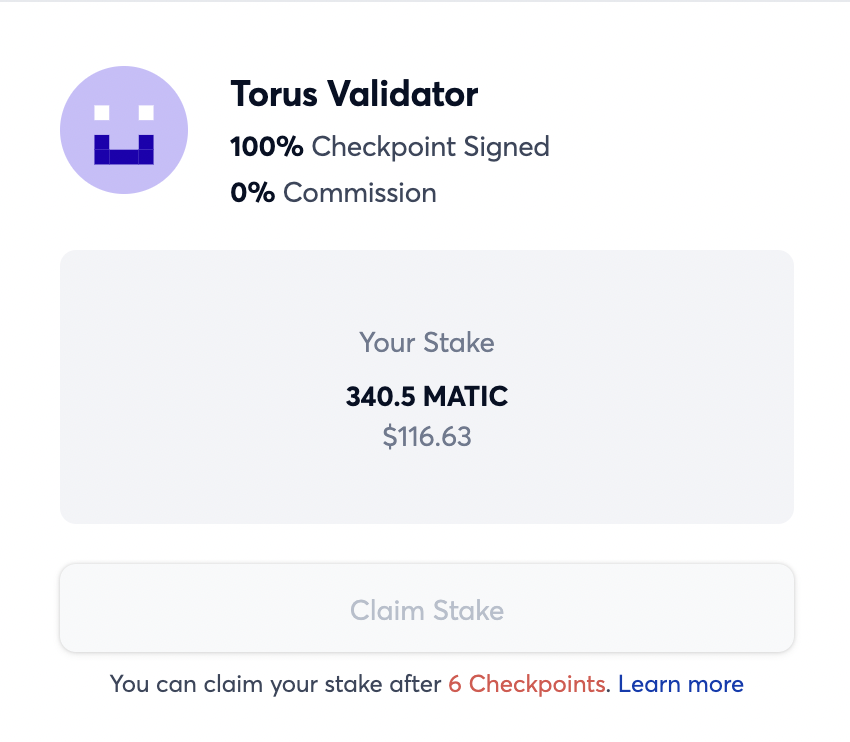 Torus Validator
100% Checkpoint Signed
0% Commission
Your Stake
340.5 MATIC
$116.63
Claim Stake
You can claim your stake after 6 Checkpoints. Learn more